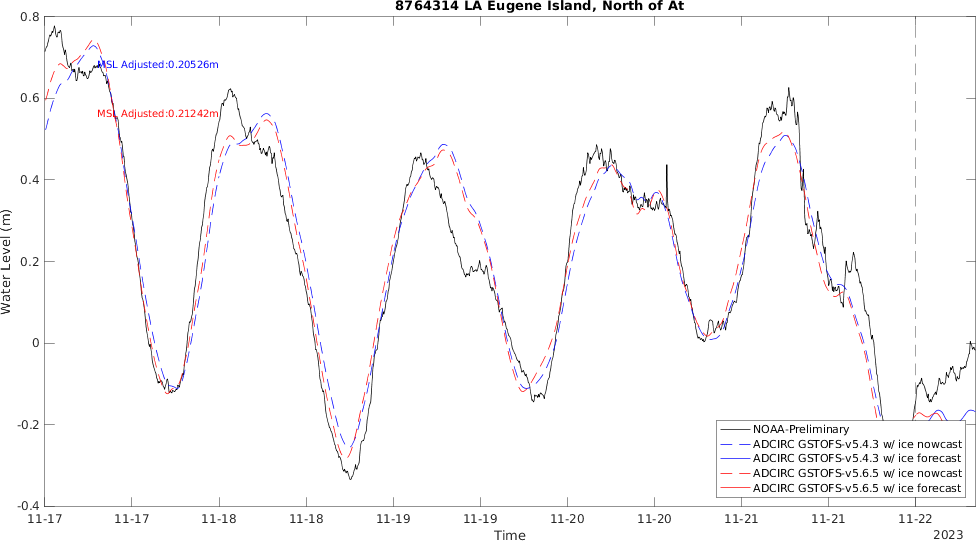 8764314 LA Eugene Island, North of At
0.8
0.6
0.4
0.2
0
-0.2
-0.4
Water Level (m)
MSL Adjusted:0.20526m
MSL Adjusted:0.21242m
NOAA-Preliminary
ADCIRC GSTOFS-v5.4.3 w/ ice nowcast
ADCIRC GSTOFS-v5.4.3 w/ ice forecast
ADCIRC GSTOFS-v5.6.5 w/ ice nowcast
ADCIRC GSTOFS-v5.6.5 w/ ice forecast
11-17 11-17 11-18 11-18 11-19 11-19 11-20 11-20 11-21 11-21 11-22
Time
2023